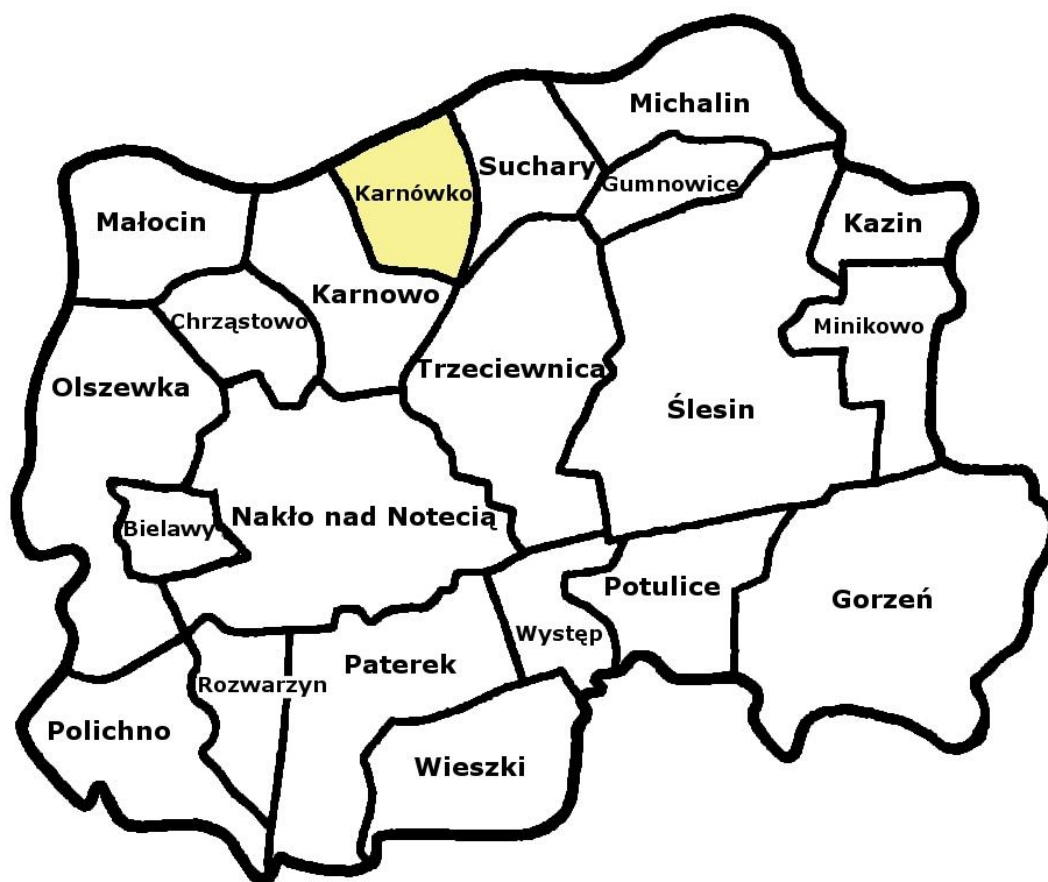 Michalin
Suchary
Gumnowice
Karnówko
Małocin
Kazin
Karnowo
Chrząstowo
Minikowo
Trzeciewnica
Olszewka
Ślesin
Nakło nad Notecią
Bielawy
Potulice
Gorzeń
Występ
Paterek
Rozwarzyn
Polichno
Wieszki